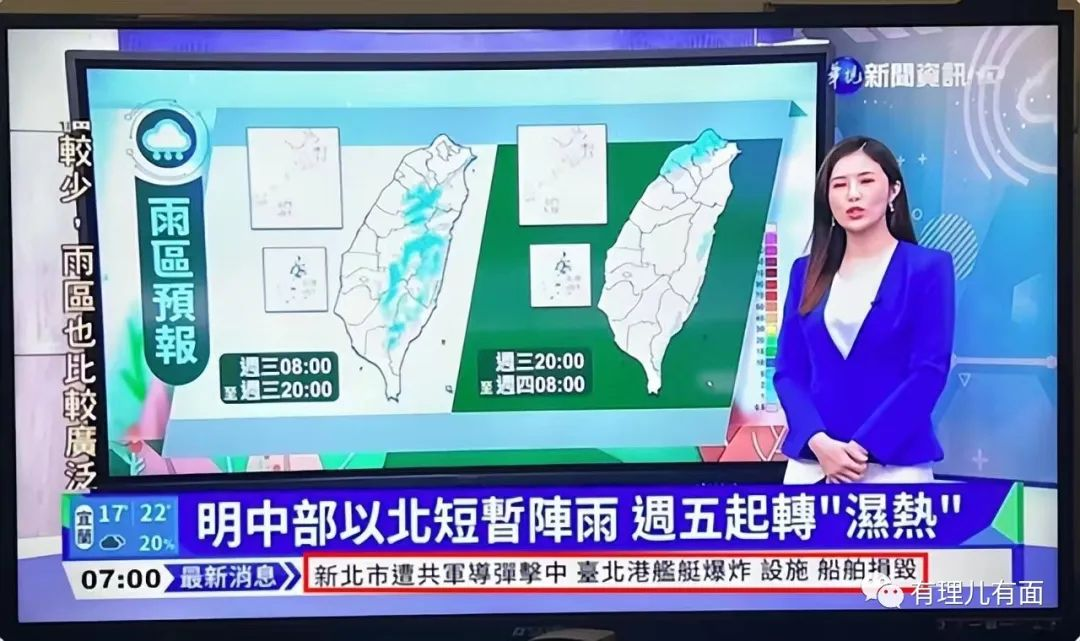 華視新聞資訊
較少，雨區也比較廣泛
雨區預報
週三08:00
至週三20:00
週三20:00
至週四08:00
明中部以北短暫陣雨 週五起轉"濕熱"
宜蘭
17° 22°
20%
07:00 最新消息
新北市遭共軍導彈擊中 臺北港艦艇爆炸 設施 船舶損毀
有理儿有面